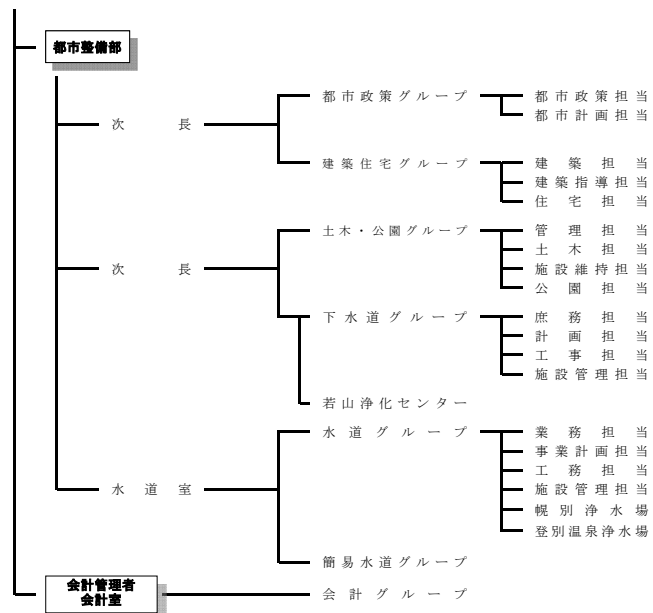 都市整備部
次長
都市政策グループ
都市政策担当
都市計画担当
建築住宅グループ
建築担当
建築指導担当
住宅担当
次長
土木・公園グループ
管理担当
土木担当
施設維持担当
公園担当
下水道グループ
庶務担当
計画担当
工事担当
施設管理担当
若山浄化センター
水道室
水道グループ
業務担当
事業計画担当
工務担当
施設管理担当
幌別浄水場
登別温泉浄水場
簡易水道グループ
会計管理者
会計室
会計グループ